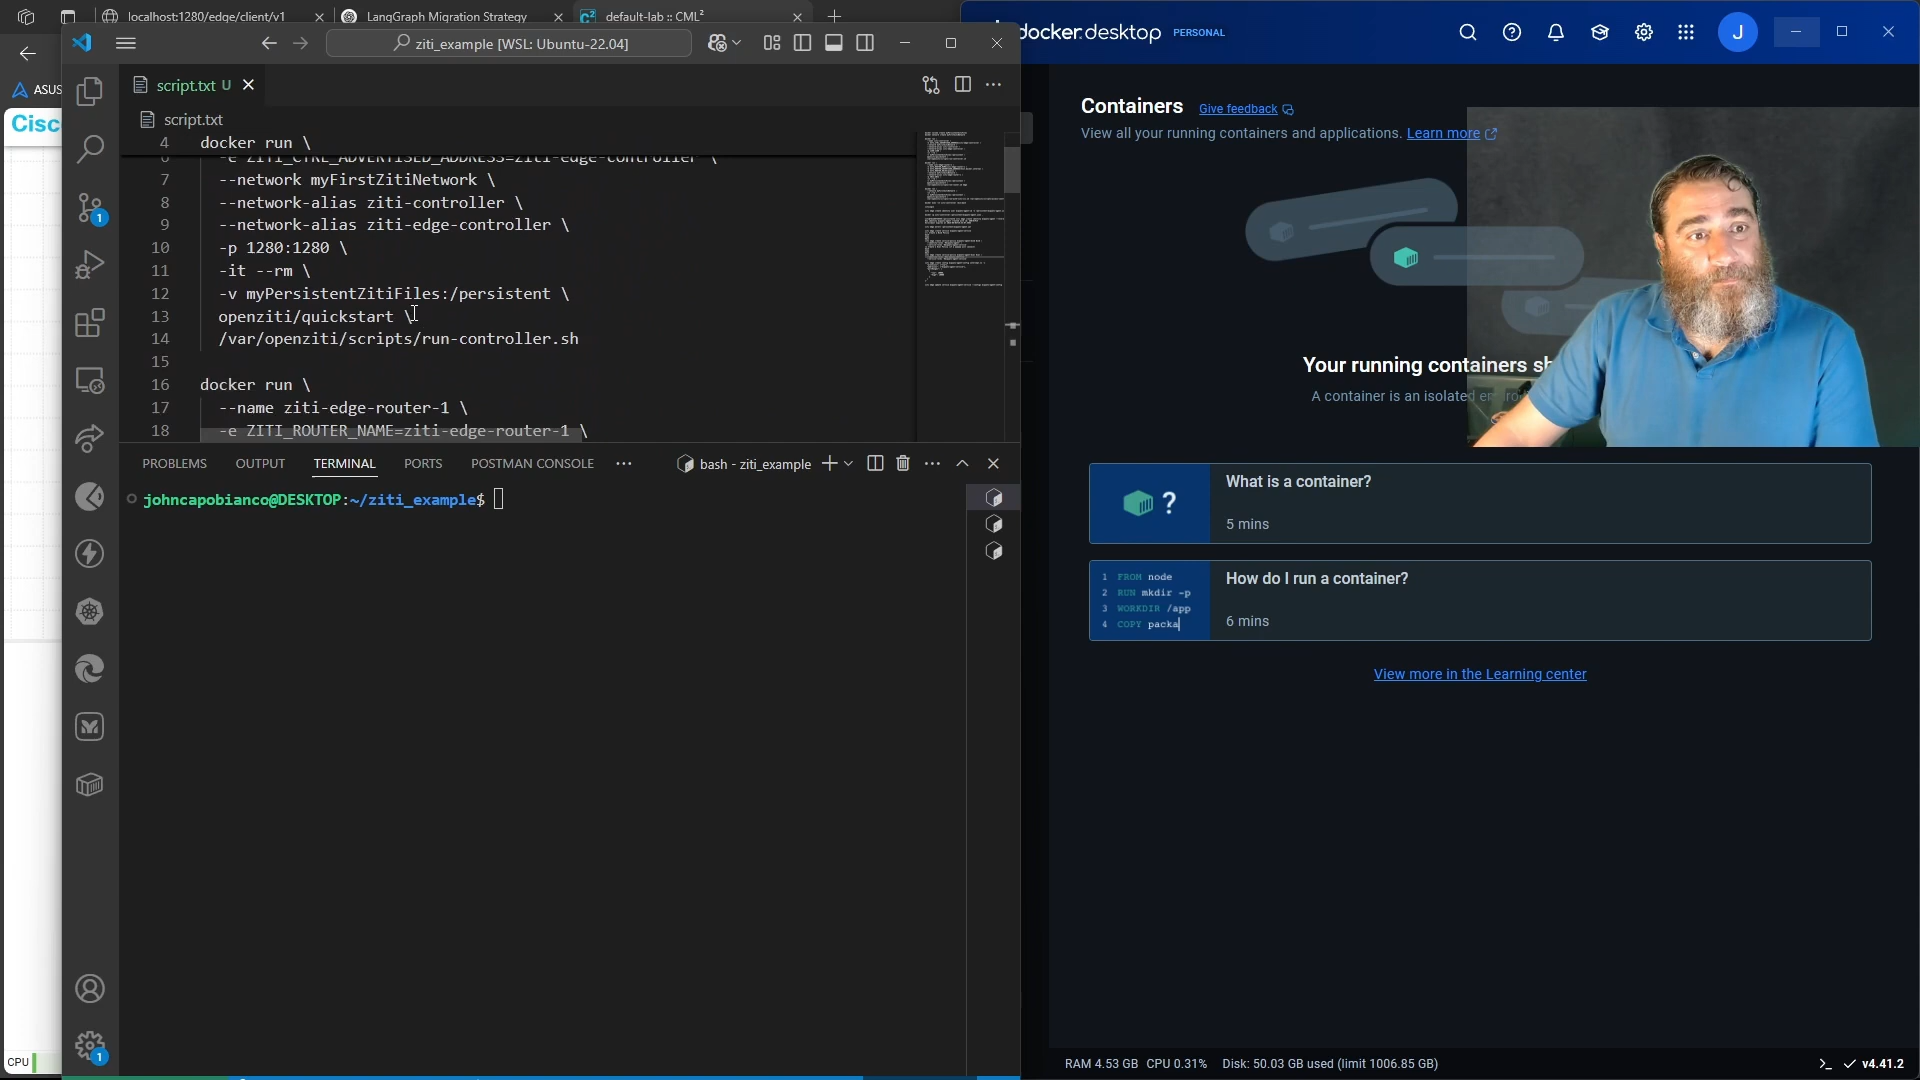 localhost:1280/edge/client/v1
LangGraph Migration Strategy
default-lab :: CML²
ziti_example [WSL: Ubuntu-22.04]
ASUS
Cisc
script.txt U
script.txt
4 docker run \
-e ZITI_CTRL_ADVERTISED_ADDRESS=ziti-edge-controller \
7 --network myFirstZitiNetwork \
8 --network-alias ziti-controller \
9 --network-alias ziti-edge-controller \
10 -p 1280:1280 \
11 -it --rm \
12 -v myPersistentZitiFiles:/persistent \
13 openziti/quickstart \
14 /var/openziti/scripts/run-controller.sh
15
16 docker run \
17 --name ziti-edge-router-1 \
18 -e ZITI_ROUTER_NAME=ziti-edge-router-1 \
PROBLEMS OUTPUT TERMINAL PORTS POSTMAN CONSOLE
bash - ziti_example
johncapobianco@DESKTOP:~/ziti_example$
1
1
CPU
docker.desktop PERSONAL
J
Containers Give feedback
View all your running containers and applications. Learn more
Your running containers sh
A container is an isolated enviro
What is a container?
5 mins
1 FROM node
2 RUN mkdir -p
3 WORKDIR /app
4 COPY packa
How do I run a container?
6 mins
View more in the Learning center
RAM 4.53 GB CPU 0.31% Disk: 50.03 GB used (limit 1006.85 GB)
v4.41.2